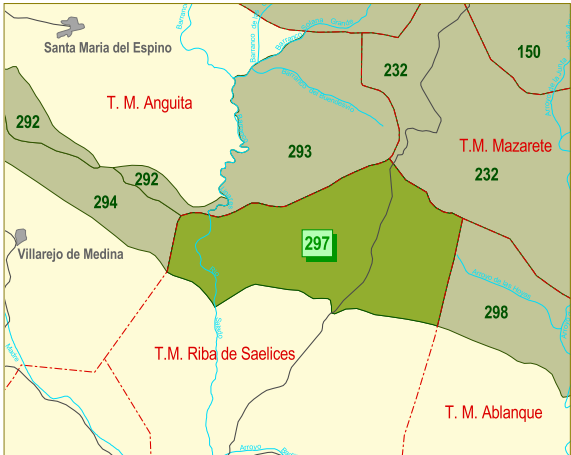 Santa Maria del Espino
150
232
T. M. Anguita
292
293
T.M. Mazarete
232
292
294
297
Villarejo de Medina
298
T.M. Riba de Saelices
T. M. Ablanque
Arroyo